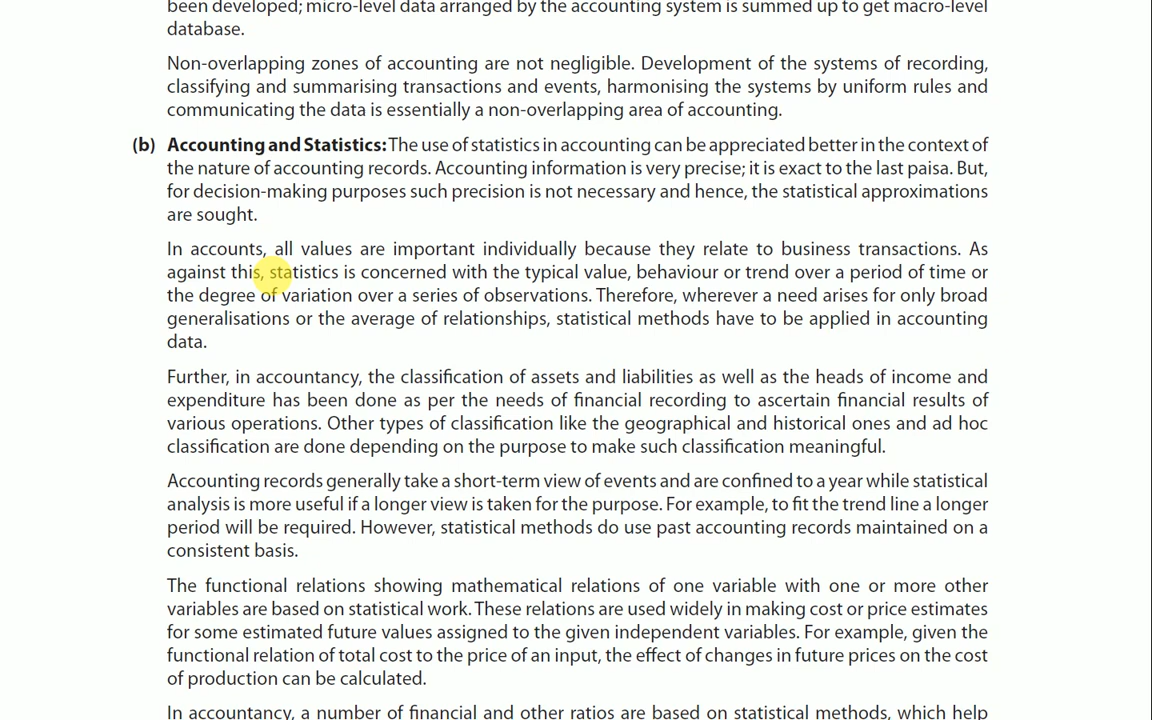 been developed; micro-level data arranged by the accounting system is summed up to get macro-level
database.
Non-overlapping zones of accounting are not negligible. Development of the systems of recording,
classifying and summarising transactions and events, harmonising the systems by uniform rules and
communicating the data is essentially a non-overlapping area of accounting.
(b) Accounting and Statistics: The use of statistics in accounting can be appreciated better in the context of
the nature of accounting records. Accounting information is very precise; it is exact to the last paisa. But,
for decision-making purposes such precision is not necessary and hence, the statistical approximations
are sought.
In accounts, all values are important individually because they relate to business transactions. As
against this, statistics is concerned with the typical value, behaviour or trend over a period of time or
the degree of variation over a series of observations. Therefore, wherever a need arises for only broad
generalisations or the average of relationships, statistical methods have to be applied in accounting
data.
Further, in accountancy, the classification of assets and liabilities as well as the heads of income and
expenditure has been done as per the needs of financial recording to ascertain financial results of
various operations. Other types of classification like the geographical and historical ones and ad hoc
classification are done depending on the purpose to make such classification meaningful.
Accounting records generally take a short-term view of events and are confined to a year while statistical
analysis is more useful if a longer view is taken for the purpose. For example, to fit the trend line a longer
period will be required. However, statistical methods do use past accounting records maintained on a
consistent basis.
The functional relations showing mathematical relations of one variable with one or more other
variables are based on statistical work. These relations are used widely in making cost or price estimates
for some estimated future values assigned to the given independent variables. For example, given the
functional relation of total cost to the price of an input, the effect of changes in future prices on the cost
of production can be calculated.
In accountancy, a number of financial and other ratios are based on statistical methods, which help